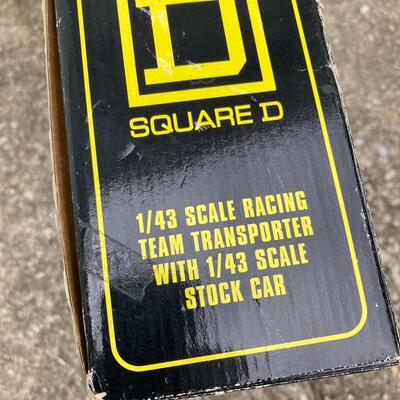 D
SQUARE D
1/43 SCALE RACING
TEAM TRANSPORTER
WITH 1/43 SCALE
STOCK CAR